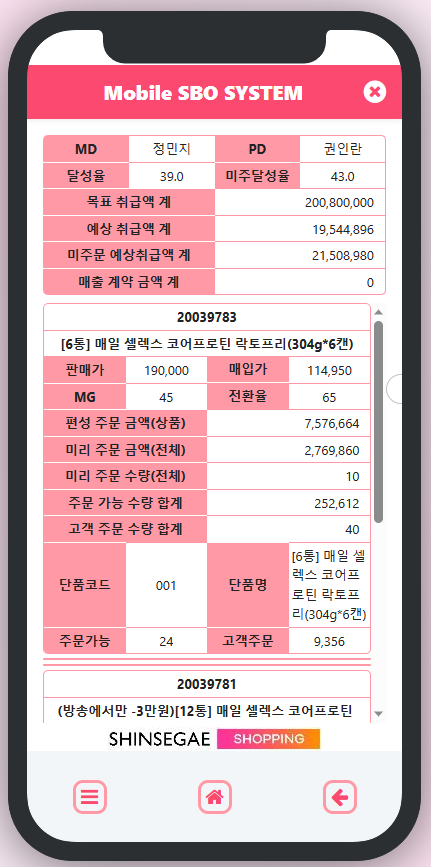 Mobile SBO SYSTEM
MD 정민지 PD 권인란
달성율 39.0 미주달성율 43.0
목표 취급액 계 200,800,000
예상 취급액 계 19,544,896
미주문 예상취급액 계 21,508,980
매출 계약 금액 계 0
20039783
[6통] 매일 셀렉스 코어프로틴 락토프리(304g*6캔)
판매가 190,000 매입가 114,950
MG 45 전환율 65
편성 주문 금액(상품) 7,576,664
미리 주문 금액(전체) 2,769,860
미리 주문 수량(전체) 10
주문 가능 수량 합계 252,612
고객 주문 수량 합계 40
단품코드 001 단품명
[6통] 매일 셀
렉스 코어프
로틴 락토프
리(304g*6캔)
주문가능 24 고객주문 9,356
20039781
(방송에서만 -3만원)[12통] 매일 셀렉스 코어프로틴
SHINSEGAE SHOPPING